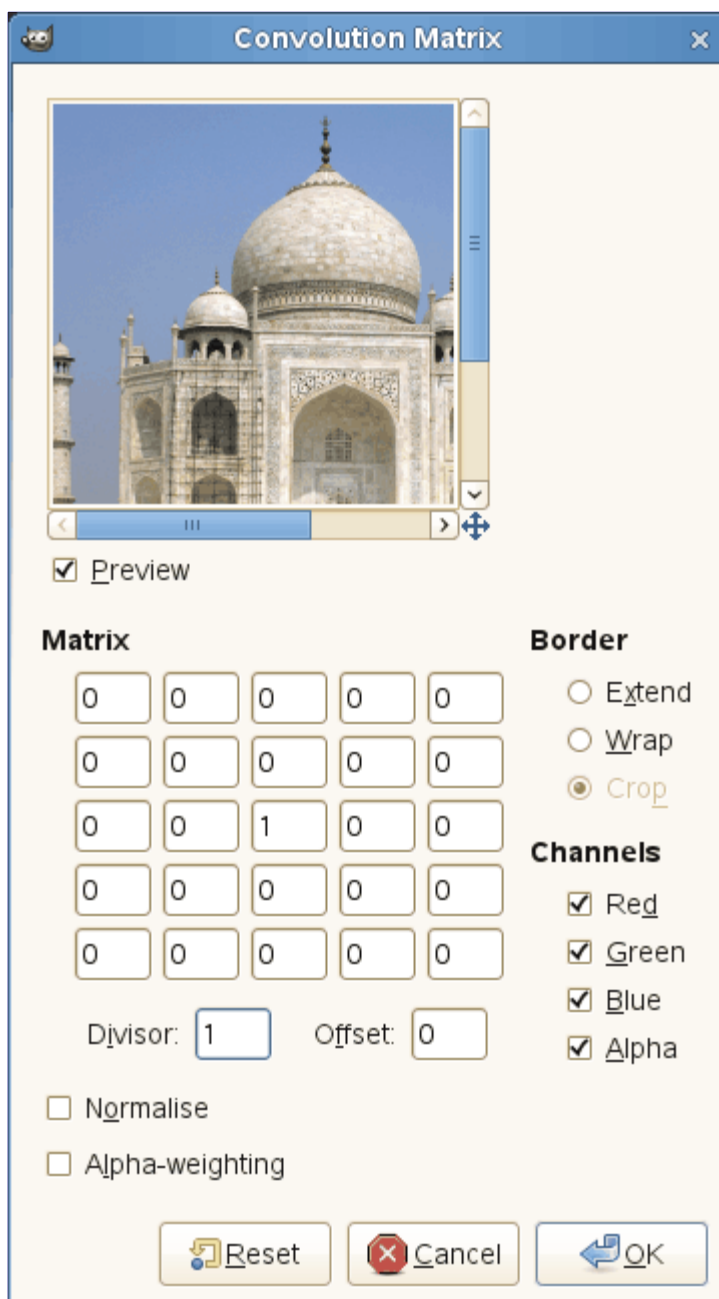 Convolution Matrix
Preview
Matrix
0 0 0 0 0
0 0 0 0 0
0 0 1 0 0
0 0 0 0 0
0 0 0 0 0
Divisor: 1 Offset: 0
Normalise
Alpha-weighting
Border
Extend
Wrap
Crop
Channels
Red
Green
Blue
Alpha
Reset Cancel OK